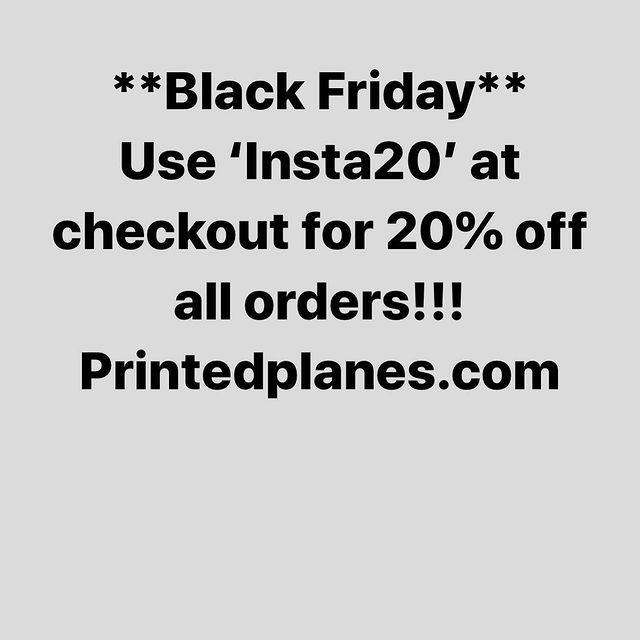 **Black Friday**
Use ‘Insta20’ at
checkout for 20% off
all orders!!!
Printedplanes.com